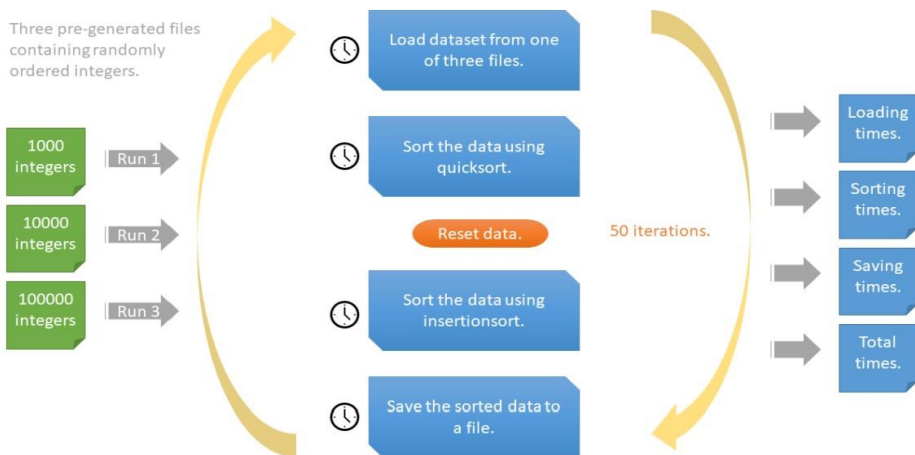 Three pre-generated files
containing randomly
ordered integers.
1000
integers
Run 1
10000
integers
Run 2
100000
integers
Run 3
Load dataset from one
of three files.
Sort the data using
quicksort.
Reset data.
50 iterations.
Sort the data using
insertionsort.
Save the sorted data to
a file.
Loading
times.
Sorting
times.
Saving
times.
Total
times.